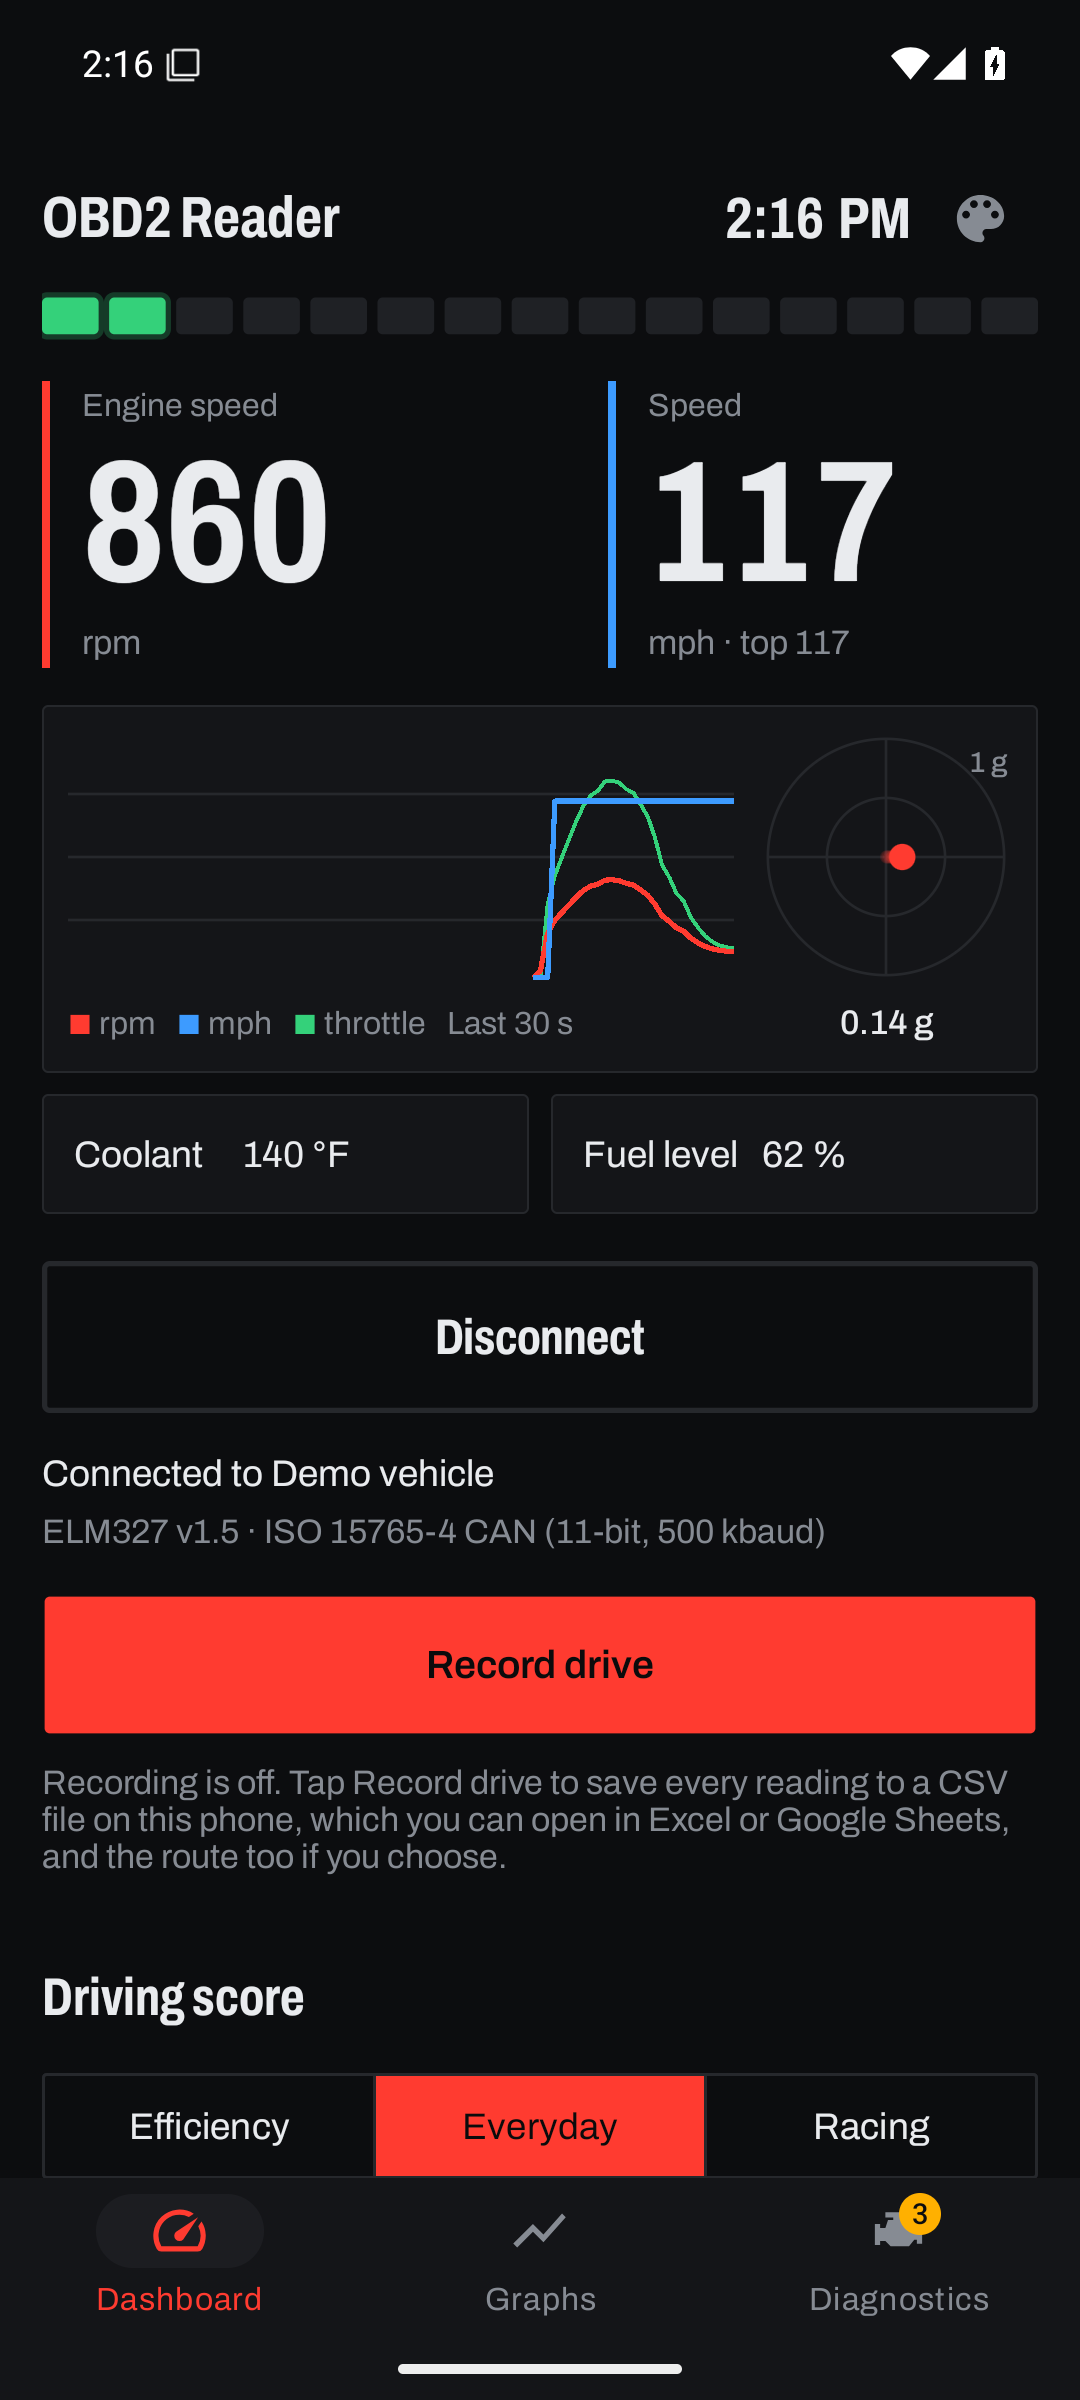 2:16
OBD2 Reader
2:16 PM
Engine speed
860
rpm
Speed
117
mph · top 117
1 g
rpm mph throttle Last 30 s
0.14 g
Coolant 140 °F
Fuel level 62 %
Disconnect
Connected to Demo vehicle
ELM327 v1.5 · ISO 15765-4 CAN (11-bit, 500 kbaud)
Record drive
Recording is off. Tap Record drive to save every reading to a CSV
file on this phone, which you can open in Excel or Google Sheets,
and the route too if you choose.
Driving score
Efficiency
Everyday
Racing
3
Dashboard
Graphs
Diagnostics